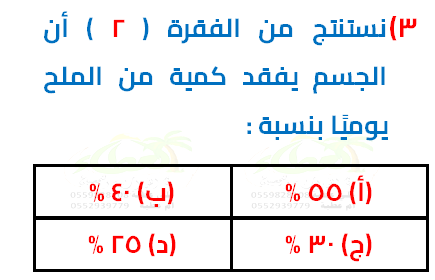 ٣) نستنتج من الفقرة ( ٢ ) أن
الجسم يفقد كمية من الملح
يوميًا بنسبة :
(أ) ٥٥ % (ب) ٤٠ %
(ج) ٣٠ % (د) ٢٥ %